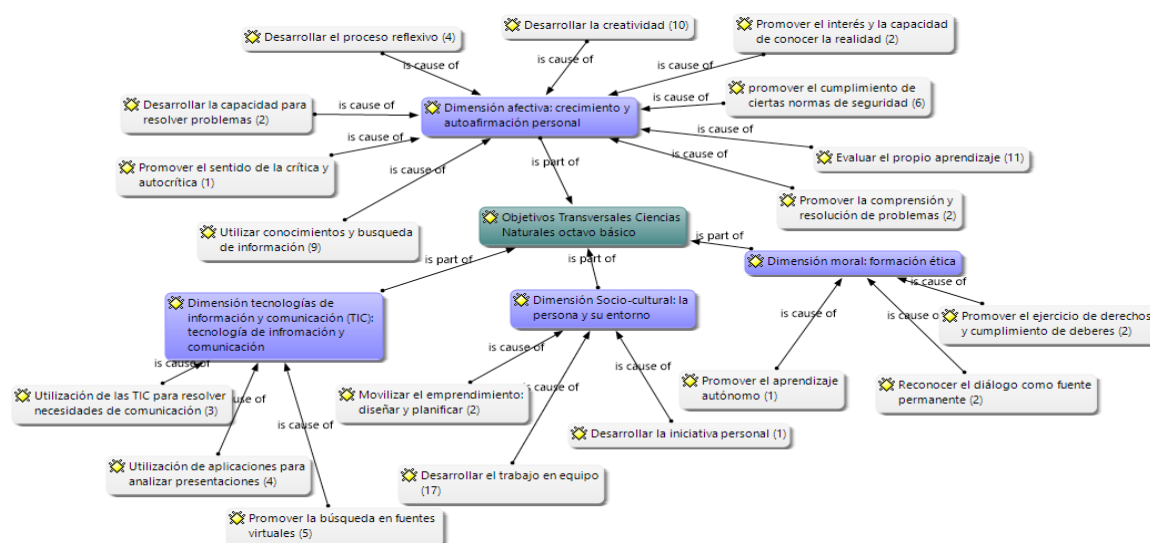 Desarrollar el proceso reflexivo (4)
Desarrollar la creatividad (10)
Promover el interés y la capacidad
de conocer la realidad (2)
is cause of
is cause of
is cause of
Desarrollar la capacidad para
resolver problemas (2)
is cause of
Dimensión afectiva: crecimiento y
autoafirmación personal
is cause of
promover el cumplimiento de
ciertas normas de seguridad (6)
is cause of
Promover el sentido de la crítica y
autocrítica (1)
is cause of
is cause of
Evaluar el propio aprendizaje (11)
is cause of
is part of
Promover la comprensión y
resolución de problemas (2)
Utilizar conocimientos y busqueda
de información (9)
Objetivos Transversales Ciencias
Naturales octavo básico
is part of
is part of
is part of
Dimensión moral: formación ética
Dimensión tecnologías de
información y comunicación (TIC):
tecnología de infromación y
comunicación
Dimensión Socio-cultural: la
persona y su entorno
is cause of
is cause of
is cause o
Promover el ejercicio de derechos
y cumplimiento de deberes (2)
is cause of
is cause of
Utilización de las TIC para resolver
necesidades de comunicación (3)
ause of
is cause of
Movilizar el emprendimiento:
diseñar y planificar (2)
s cause of
is cause of
Promover el aprendizaje
autónomo (1)
Reconocer el diálogo como fuente
permanente (2)
Desarrollar la iniciativa personal (1)
Utilización de aplicaciones para
analizar presentaciones (4)
Desarrollar el trabajo en equipo
(17)
Promover la búsqueda en fuentes
virtuales (5)